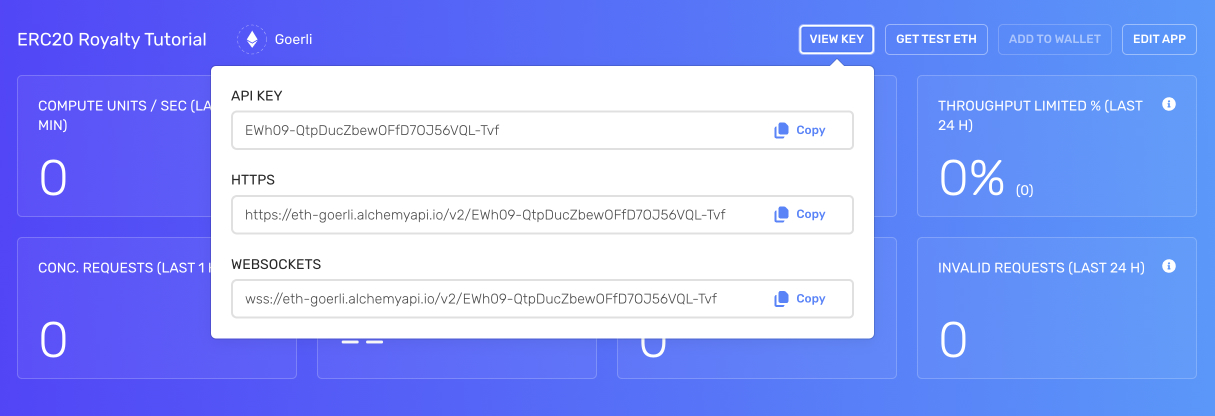 ERC20 Royalty Tutorial
Goerli
VIEW KEY
GET TEST ETH
ADD TO WALLET
EDIT APP
COMPUTE UNITS / SEC (LA
MIN)
0
API KEY
EWh09-QtpDucZbewOFfD7OJ56VQL-Tvf
Copy
HTTPS
https://eth-goerli.alchemyapi.io/v2/EWh09-QtpDucZbewOFfD7OJ56VQL-Tvf
Copy
WEBSOCKETS
wss://eth-goerli.alchemyapi.io/v2/EWh09-QtpDucZbewOFfD7OJ56VQL-Tvf
Copy
THROUGHPUT LIMITED % (LAST
24 H)
0% (0)
CONC. REQUESTS (LAST 1 H
0
--
0
INVALID REQUESTS (LAST 24 H)
0